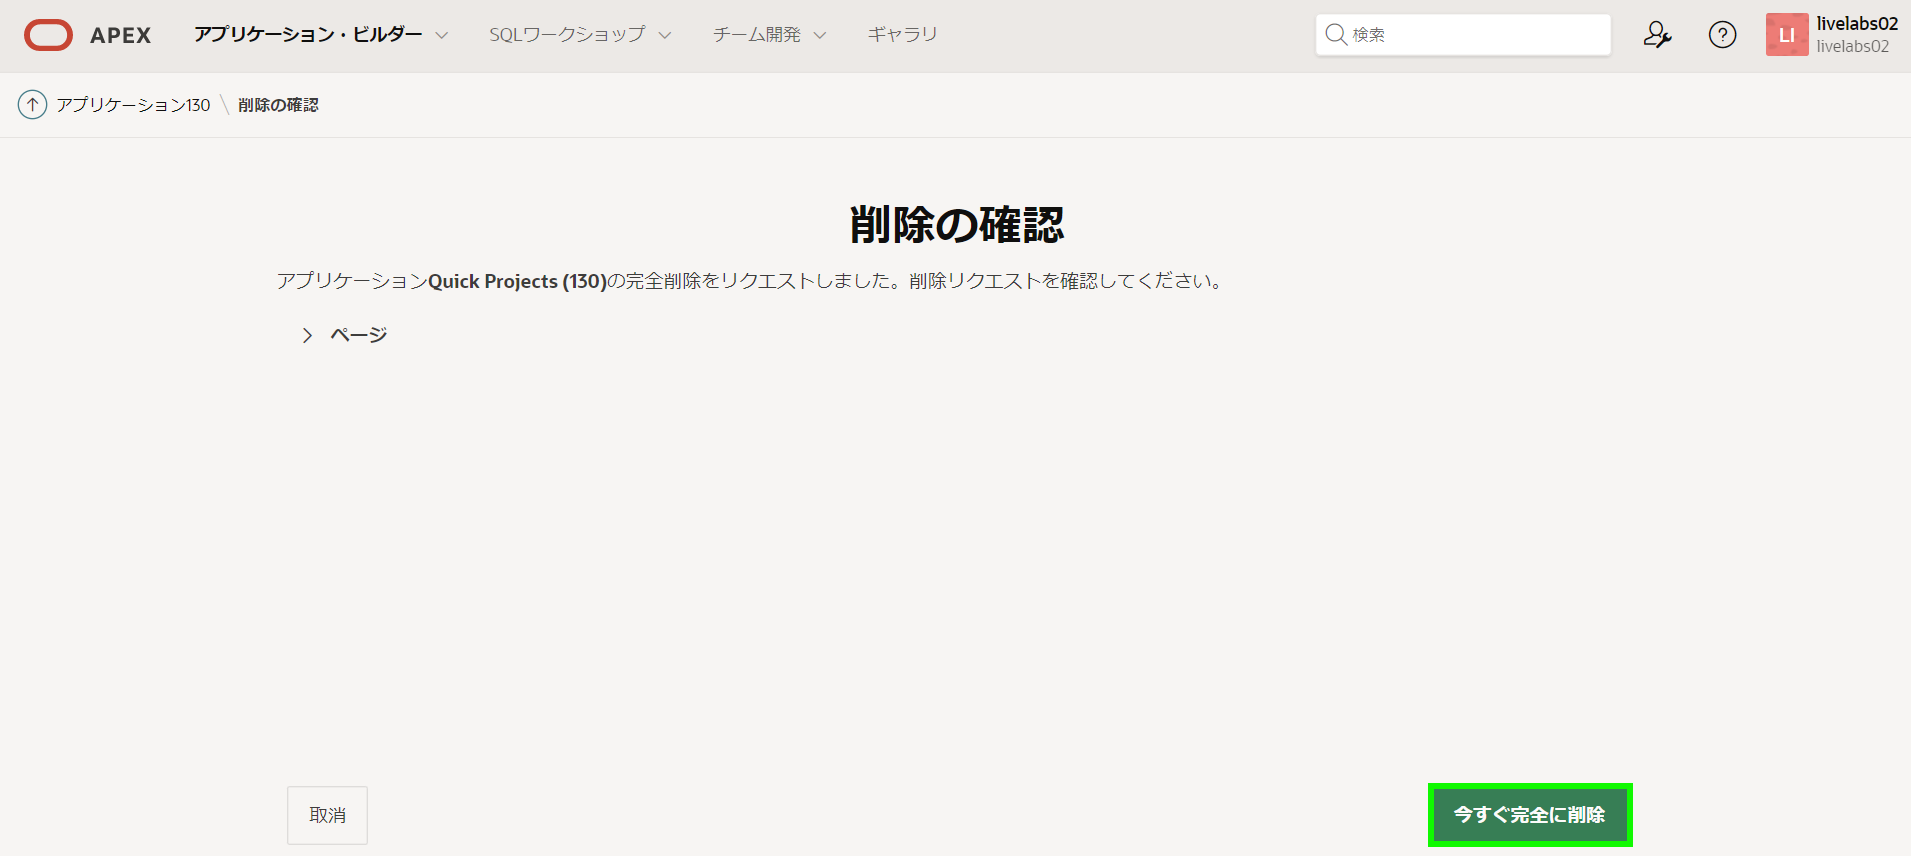 APEX アプリケーション・ビルダー SQLワークショップ チーム開発 ギャラリ 検索 LI livelabs02
livelabs02
アプリケーション130 \ 削除の確認
削除の確認
アプリケーションQuick Projects (130)の完全削除をリクエストしました。削除リクエストを確認してください。
ページ
取消 今すぐ完全に削除